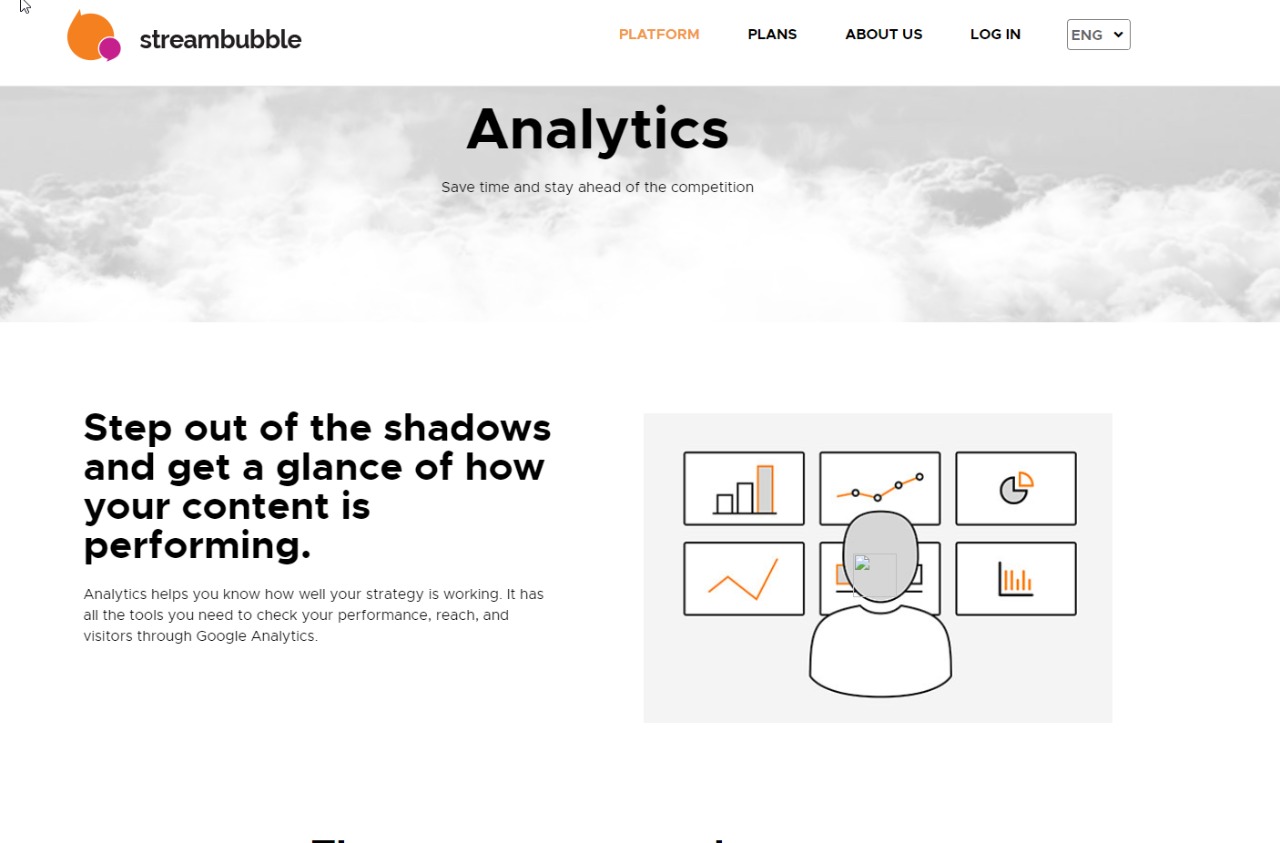 streambubble
PLATFORM PLANS ABOUT US LOG IN ENG
Analytics
Save time and stay ahead of the competition
Step out of the shadows
and get a glance of how
your content is
performing.
Analytics helps you know how well your strategy is working. It has
all the tools you need to check your performance, reach, and
visitors through Google Analytics.